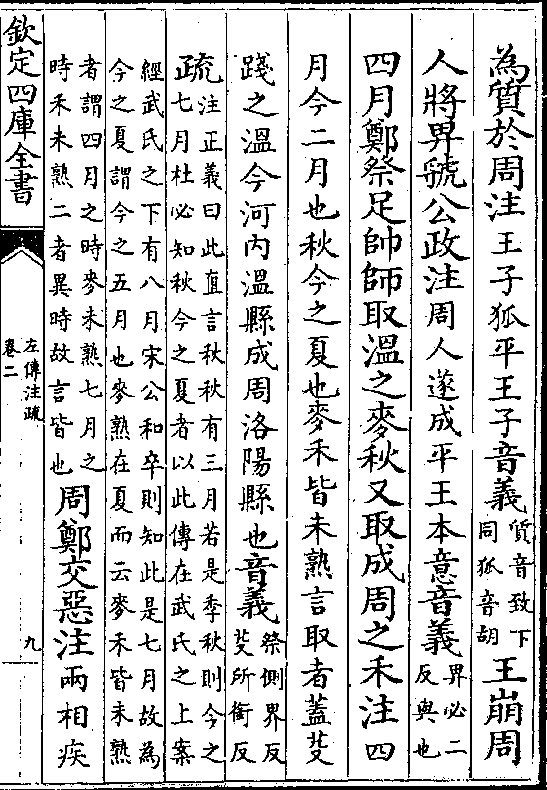 為質於周注王子狐平王子音義質音致下同狐音胡王崩周
人將畀虢公政注周人遂成平王本意音義畀必二反與也
四月鄭祭足帥師取溫之麥秋又取成周之禾注四
月今二月也秋今之夏也麥禾皆未熟言取者蓋芟
踐之溫今河內溫縣成周洛陽縣也音義祭側界反芟所銜反
疏注正義曰此直言秋秋有三月若是季秋則今之
七月杜必知秋今之夏者以此傳在武氏之上案
經武氏之下有八月宋公和卒則知此是七月故為
今之夏謂今之五月也麥熟在夏而云麥禾皆未熟
者謂四月之時麥未熟七月之
時禾未熟二者異時故言皆也周鄭交惡注兩相疾
欽定四庫全書
左傳注疏
卷二
九